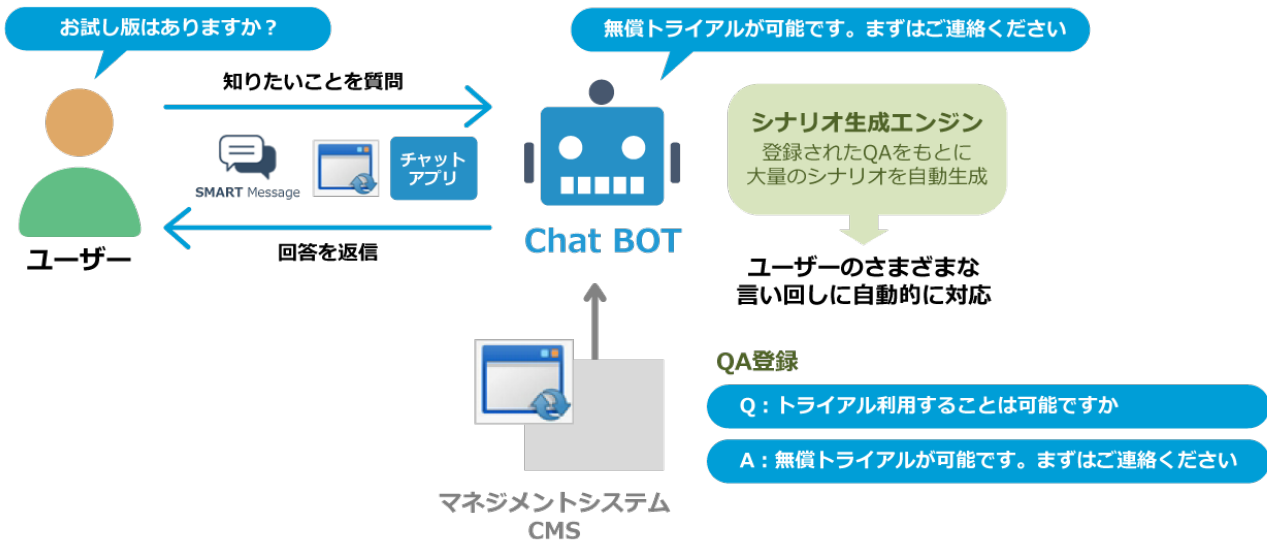 お試し版はありますか？
無償トライアルが可能です。まずはご連絡ください
知りたいことを質問
SMART Message
チャット
アプリ
回答を返信
ユーザー
Chat BOT
シナリオ生成エンジン
登録されたQAをもとに
大量のシナリオを自動生成
ユーザーのさまざまな
言い回しに自動的に対応
QA登録
Q：トライアル利用することは可能ですか
A：無償トライアルが可能です。まずはご連絡ください
マネジメントシステム
CMS